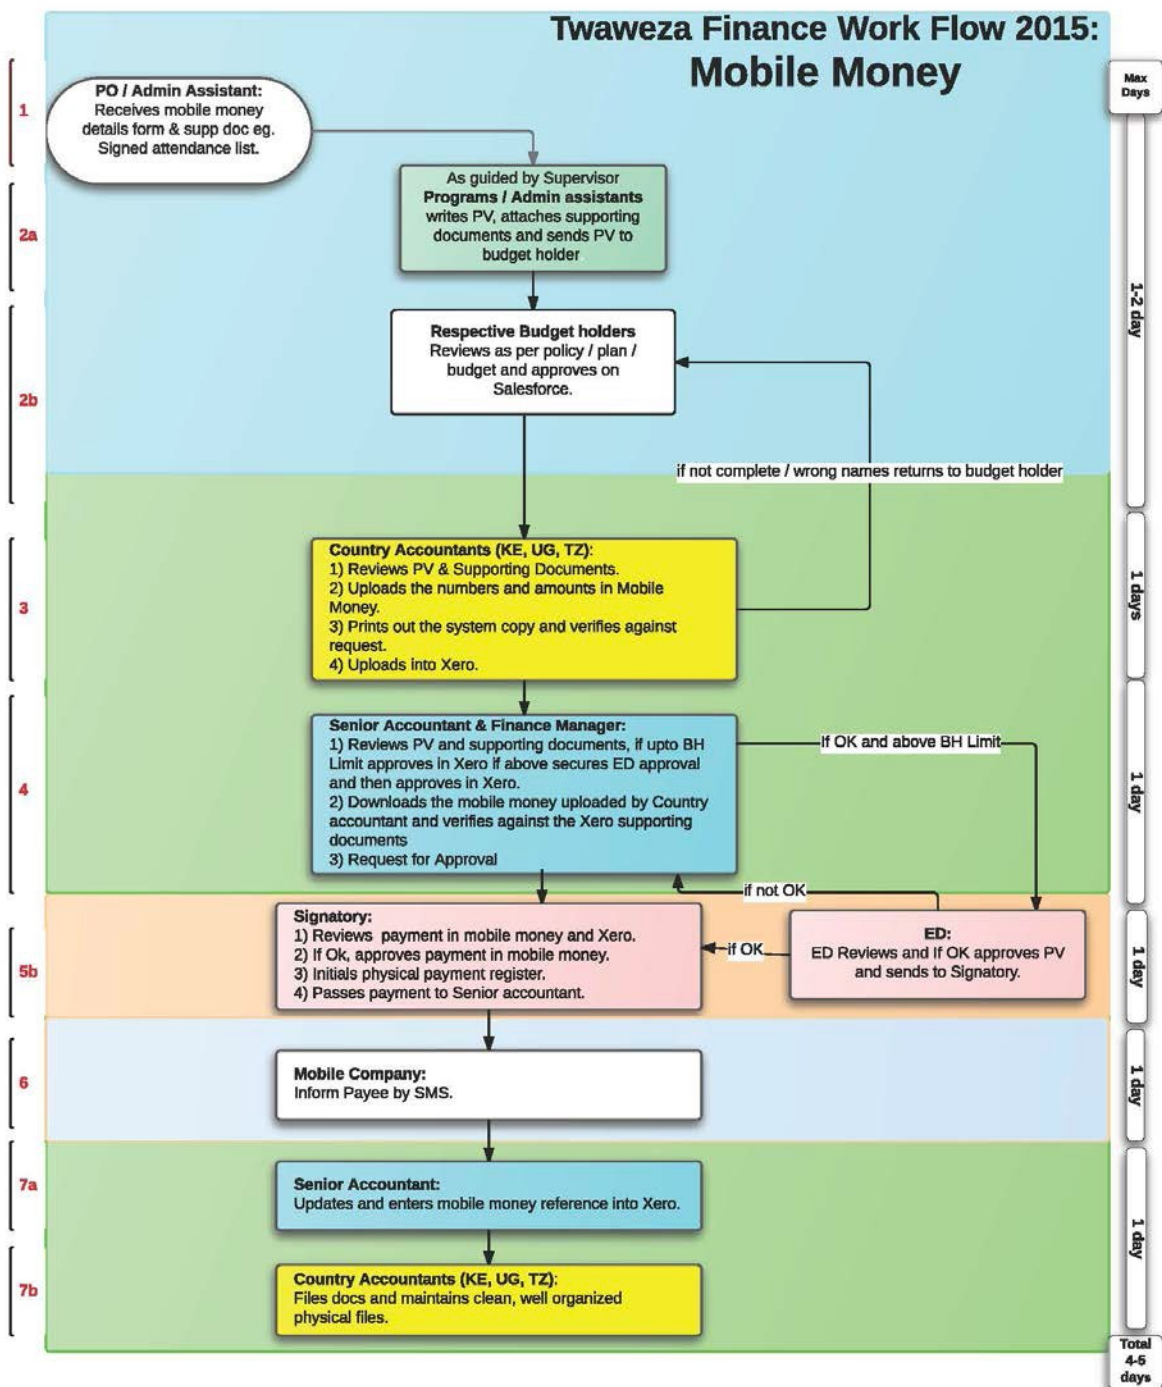 Twaweza Finance Work Flow 2015:
Mobile Money
Max
Days
1
PO / Admin Assistant:
Receives mobile money
details form & supp doc eg.
Signed attendance list.
2a
As guided by Supervisor
Programs / Admin assistants
writes PV, attaches supporting
documents and sends PV to
budget holder.
1-2 day
2b
Respective Budget holders
Reviews as per policy / plan /
budget and approves on
Salesforce.
if not complete / wrong names returns to budget holder
3
Country Accountants (KE, UG, TZ):
1) Reviews PV & Supporting Documents.
2) Uploads the numbers and amounts in Mobile
Money.
3) Prints out the system copy and verifies against
request.
4) Uploads into Xero.
1 days
4
Senior Accountant & Finance Manager:
1) Reviews PV and supporting documents, if upto BH
Limit approves in Xero if above secures ED approval
and then approves in Xero.
2) Downloads the mobile money uploaded by Country
accountant and verifies against the Xero supporting
documents
3) Request for Approval
If OK and above BH Limit
1 day
if not OK
5b
Signatory:
1) Reviews payment in mobile money and Xero.
2) If Ok, approves payment in mobile money.
3) Initials physical payment register.
4) Passes payment to Senior accountant.
if OK
ED:
ED Reviews and If OK approves PV
and sends to Signatory.
1 day
6
Mobile Company:
Inform Payee by SMS.
1 day
7a
Senior Accountant:
Updates and enters mobile money reference into Xero.
1 day
7b
Country Accountants (KE, UG, TZ):
Files docs and maintains clean, well organized
physical files.
Total
4-5
days